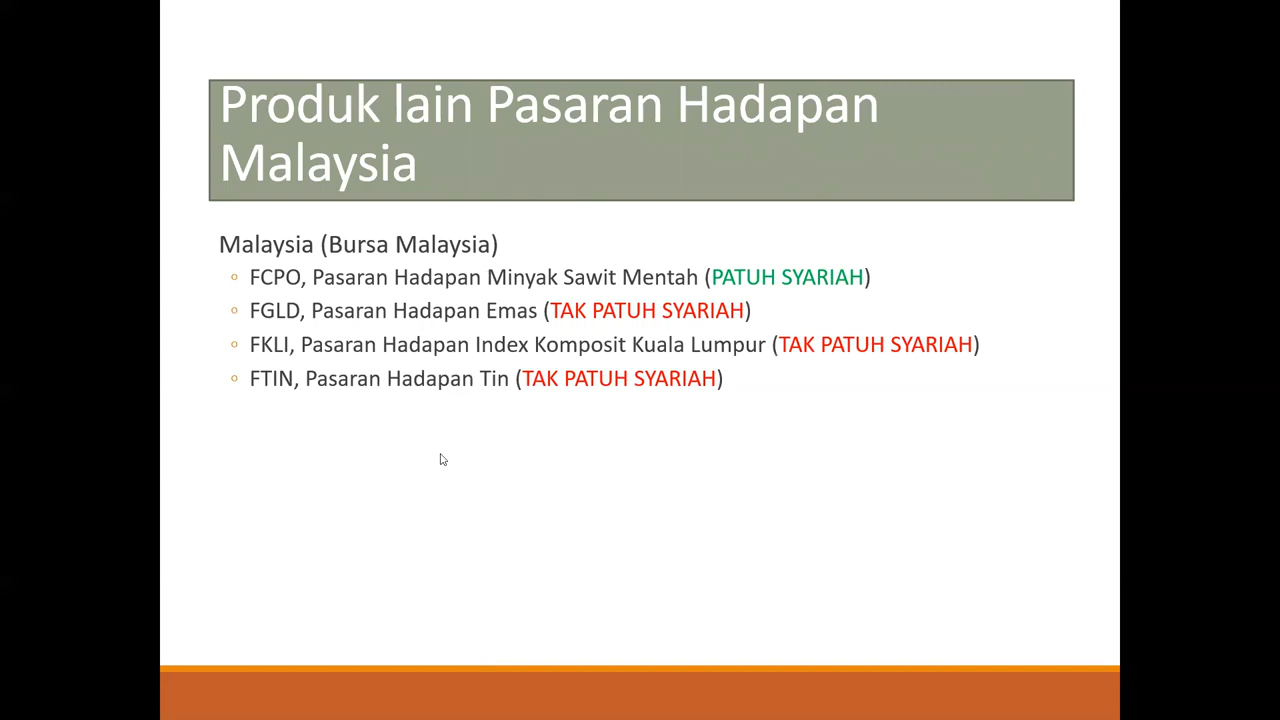 Produk lain Pasaran Hadapan
Malaysia
Malaysia (Bursa Malaysia)
◦ FCPO, Pasaran Hadapan Minyak Sawit Mentah (PATUH SYARIAH)
◦ FGLD, Pasaran Hadapan Emas (TAK PATUH SYARIAH)
◦ FKLI, Pasaran Hadapan Index Komposit Kuala Lumpur (TAK PATUH SYARIAH)
◦ FTIN, Pasaran Hadapan Tin (TAK PATUH SYARIAH)